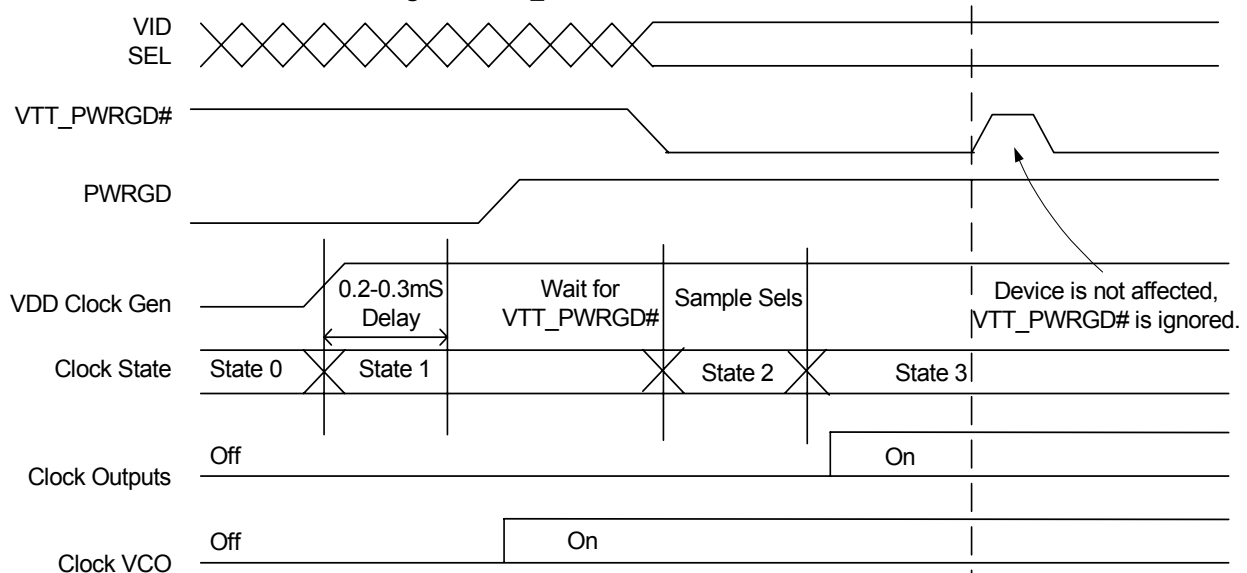 VID
SEL
VTT_PWRGD#
PWRGD
VDD Clock Gen
0.2-0.3mS
Delay
Wait for
VTT_PWRGD#
Sample Sels
Device is not affected,
VTT_PWRGD# is ignored.
Clock State
State 0
State 1
State 2
State 3
Clock Outputs
Off
On
Clock VCO
Off
On